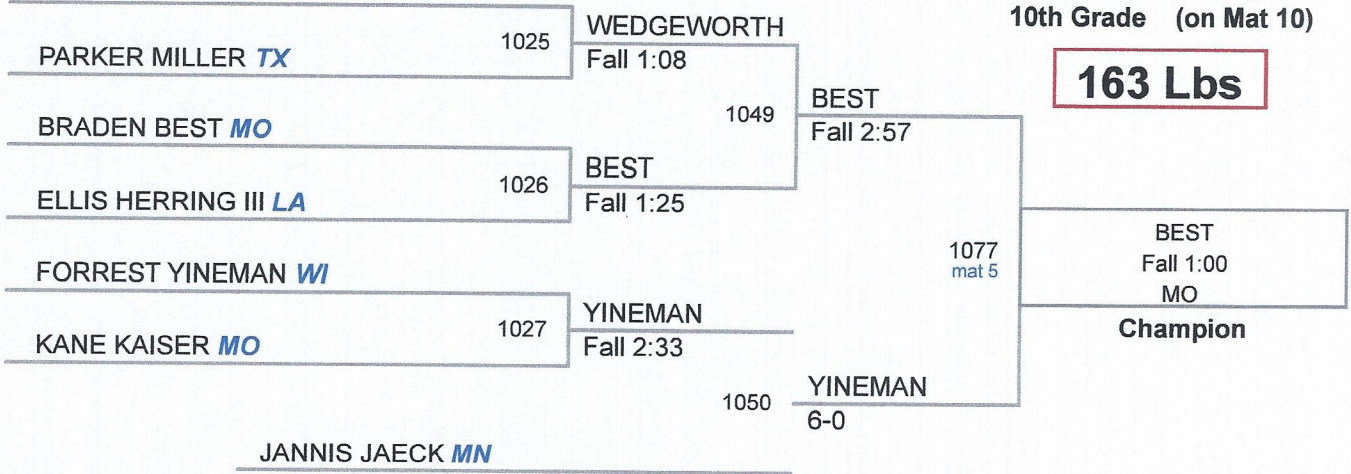 10th Grade (on Mat 10)
163 Lbs
PARKER MILLER TX
1025
WEDGEWORTH
Fall 1:08
BRADEN BEST MO
1049
BEST
Fall 2:57
ELLIS HERRING III LA
1026
BEST
Fall 1:25
FORREST YINEMAN WI
1077
mat 5
BEST
Fall 1:00
MO
Champion
KANE KAISER MO
1027
YINEMAN
Fall 2:33
1050
YINEMAN
6-0
JANNIS JAECK MN